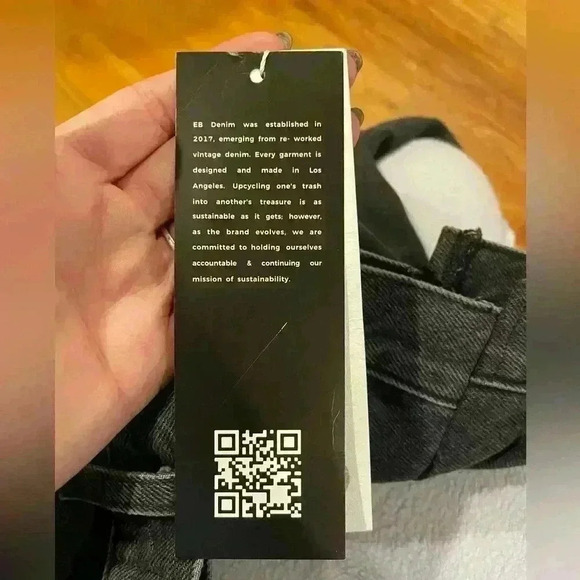 EB Denim was established in
2017, emerging from re- worked
vintage denim. Every garment is
designed and made in Los
Angeles. Upcycling one's trash
into another's treasure is as
sustainable as it gets; however,
as the brand evolves, we are
committed to holding ourselves
accountable & continuing our
mission of sustainability.